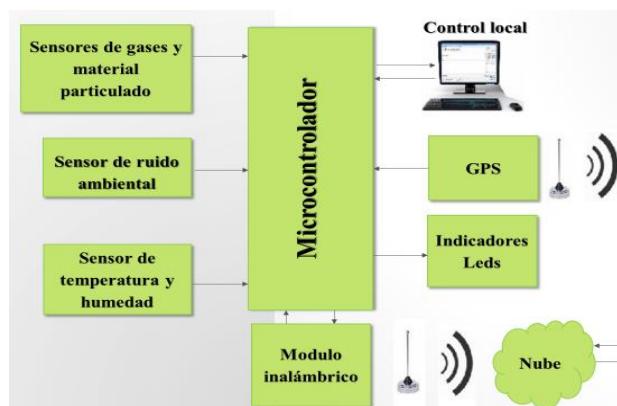 Sensores de gases y
material
particulado
Sensor de ruido
ambiental
Sensor de
temperatura y
humedad
Microcontrolador
Control local
GPS
Indicadores
Leds
Modulo
inalámbrico
Nube